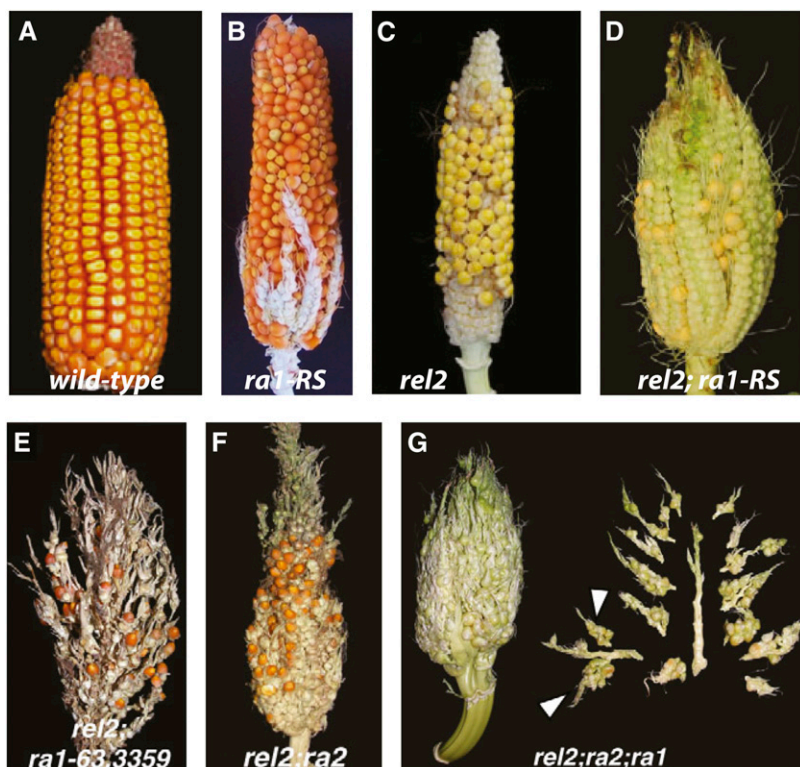 A
B
C
D
wild-type
ra1-RS
rel2
rel2; ra1-RS
E
F
G
rel2;
ra1-63.3359
rel2;ra2
rel2;ra2;ra1